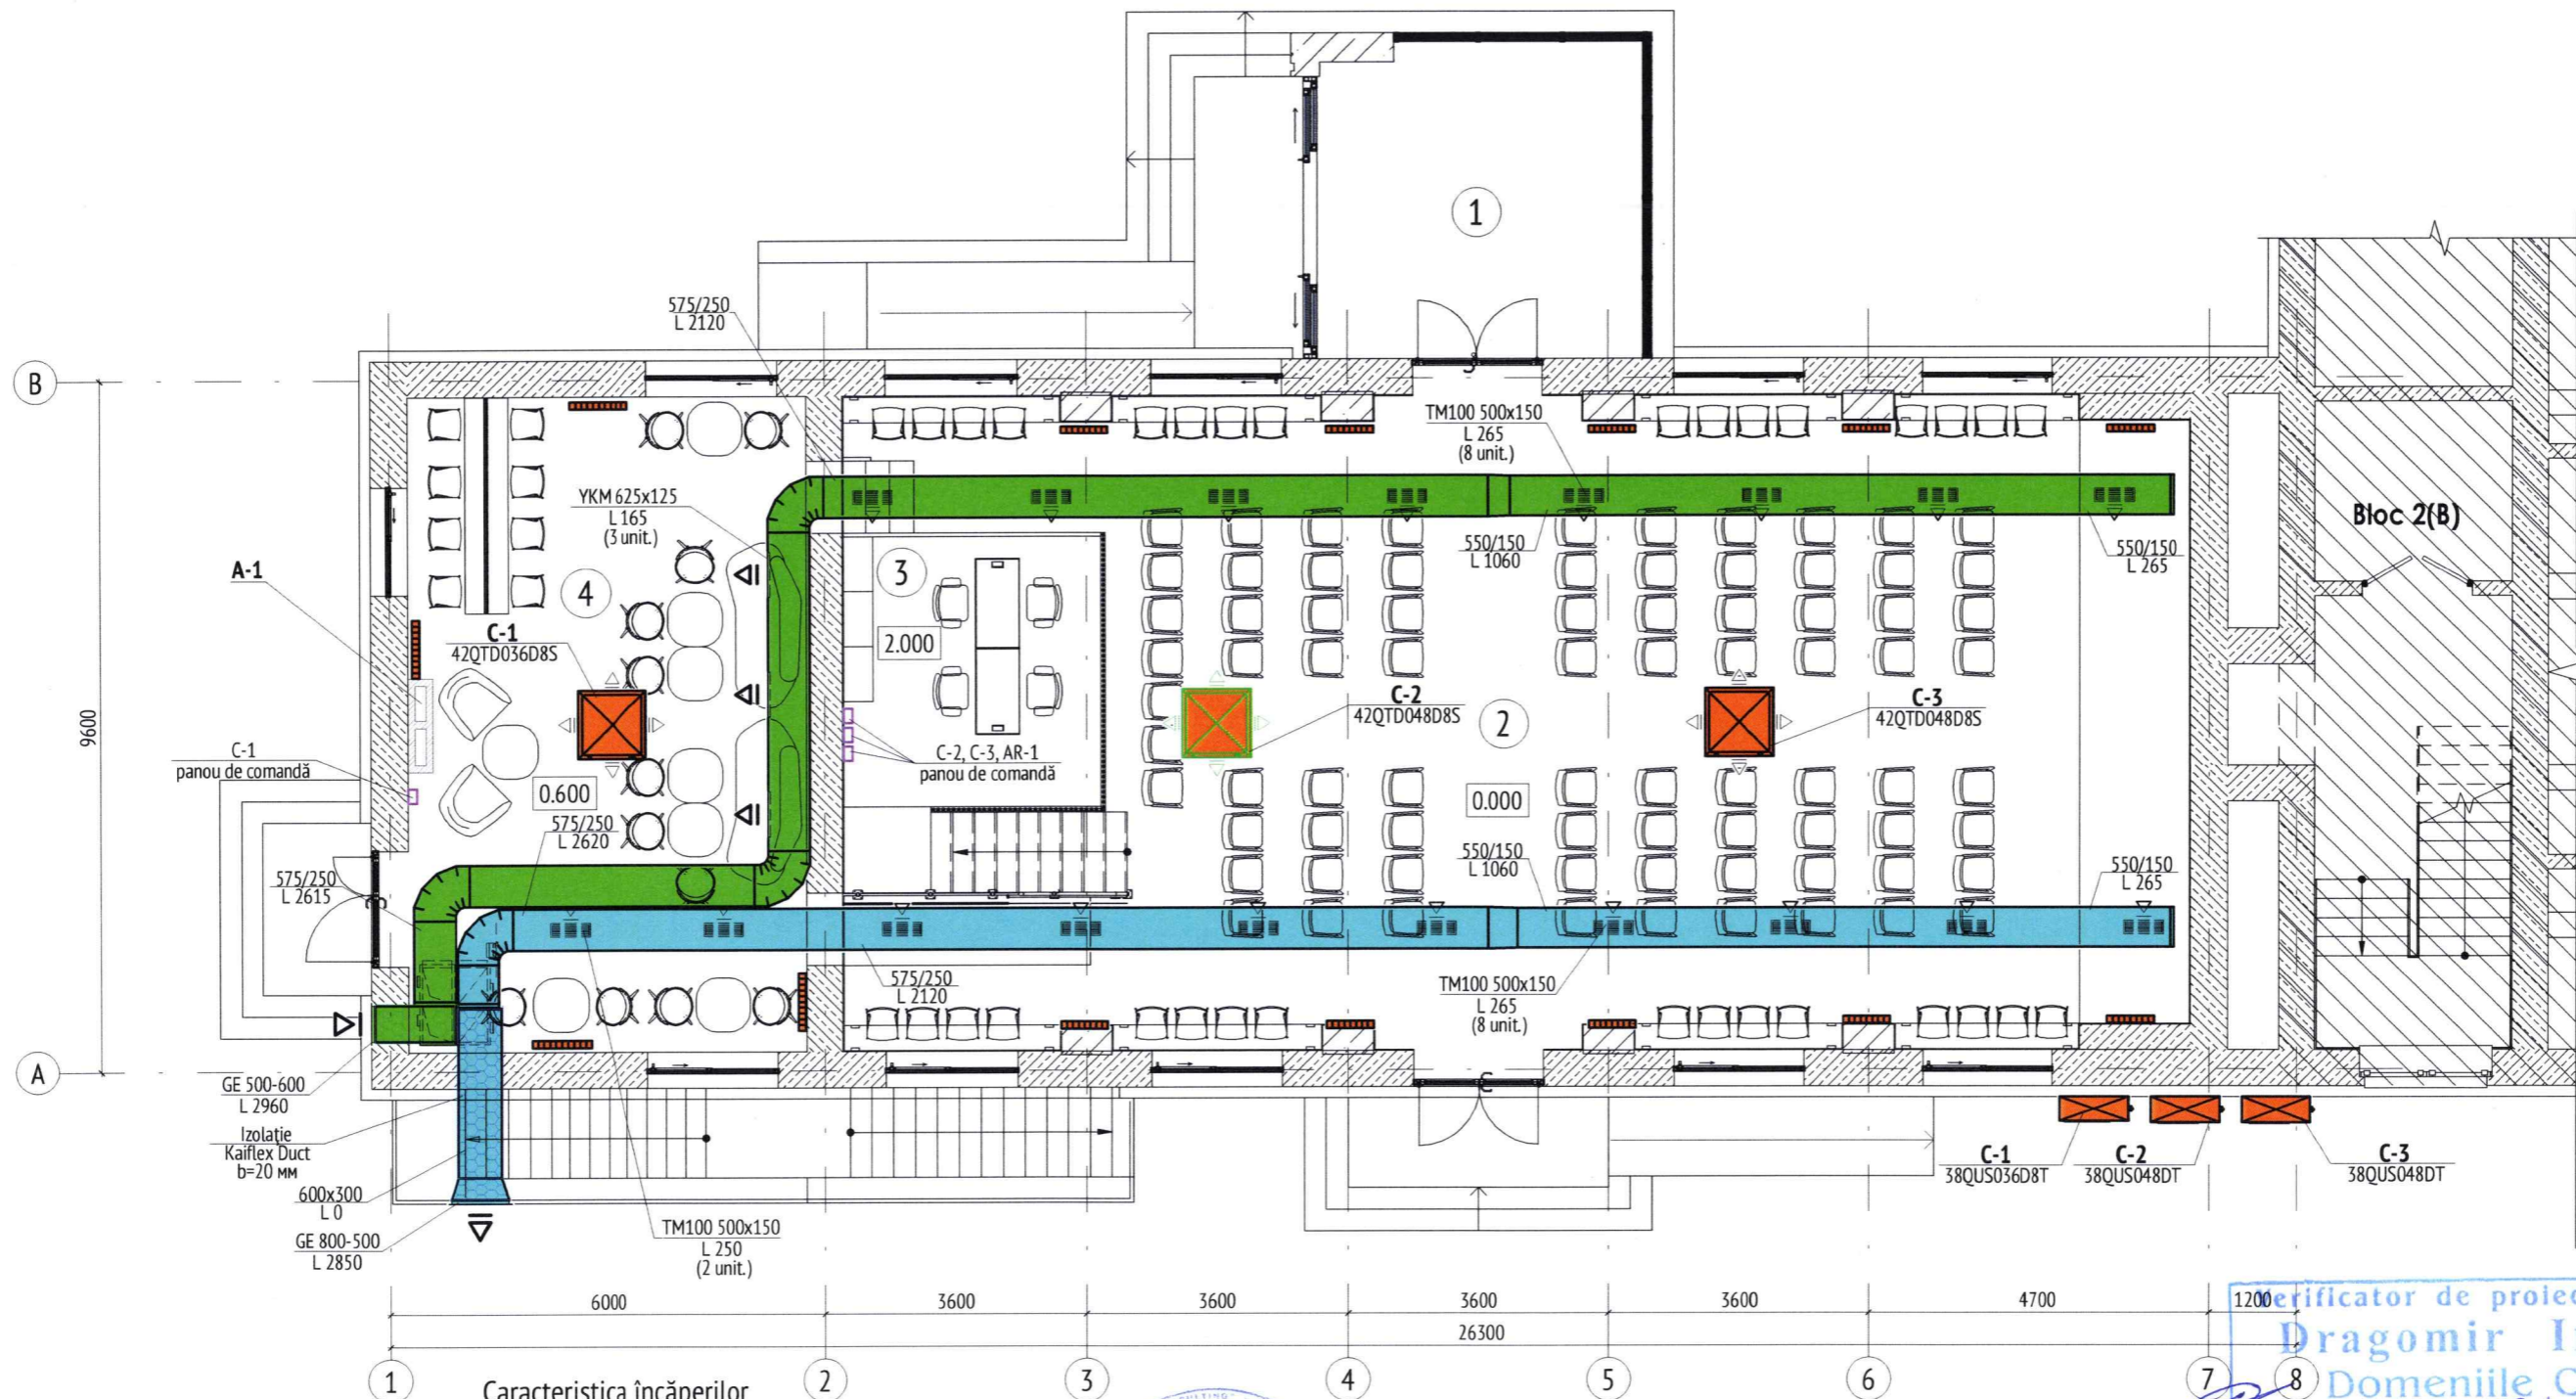 1
575/250
L 2120
B
TM100 500x150
L 265
(8 unit.)
YKM 625x125
L 165
(3 unit.)
Bloc 2(B)
550/150
L 1060
550/150
L 265
A-1
4
3
C-1
42QTD036D8S
2.000
C-2
42QTD048D8S
2
C-3
42QTD048D8S
9600
C-1
panou de comandă
C-2, C-3, AR-1
panou de comandă
0.600
0.000
575/250
L 2620
550/150
L 1060
550/150
L 265
575/250
L 2615
575/250
L 2120
TM100 500x150
L 265
(8 unit.)
A
GE 500-600
L 2960
Izolație
Kaiflex Duct
b=20 мм
600x300
L 0
GE 800-500
L 2850
TM100 500x150
L 250
(2 unit.)
C-1
38QUS036D8T
C-2
38QUS048DT
C-3
38QUS048DT
6000
3600
3600
3600
3600
4700
1200
26300
Verificator de proiec
Dragomir
Domeniile
1
2
3
4
5
6
7
8
Caracteristica încăperilor